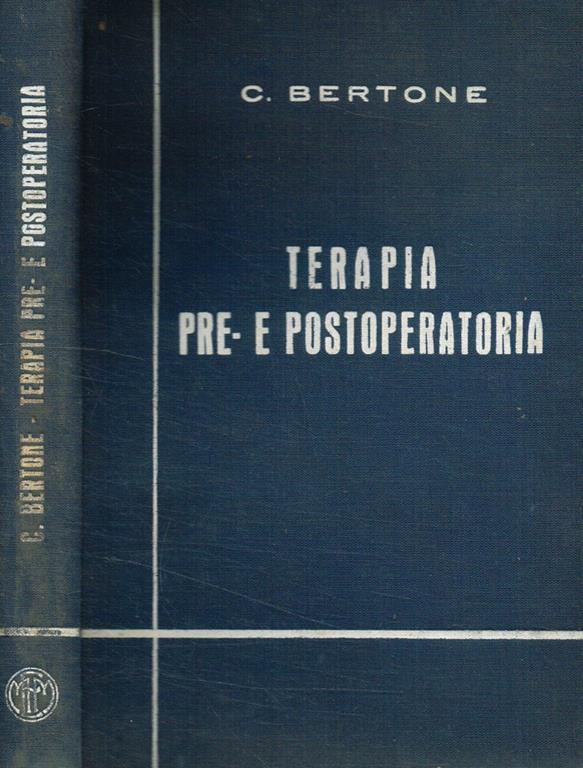 C. BERTONE - TERAPIA PRE- E POSTOPERATORIA
C. BERTONE
TERAPIA
PRE- E POSTOPERATORIA